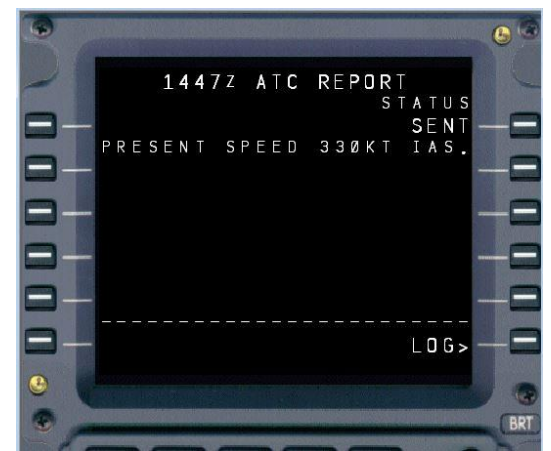 1447Z ATC REPORT
STATUS
SENT
PRESENT SPEED 330KT IAS.
LOG>
BRT